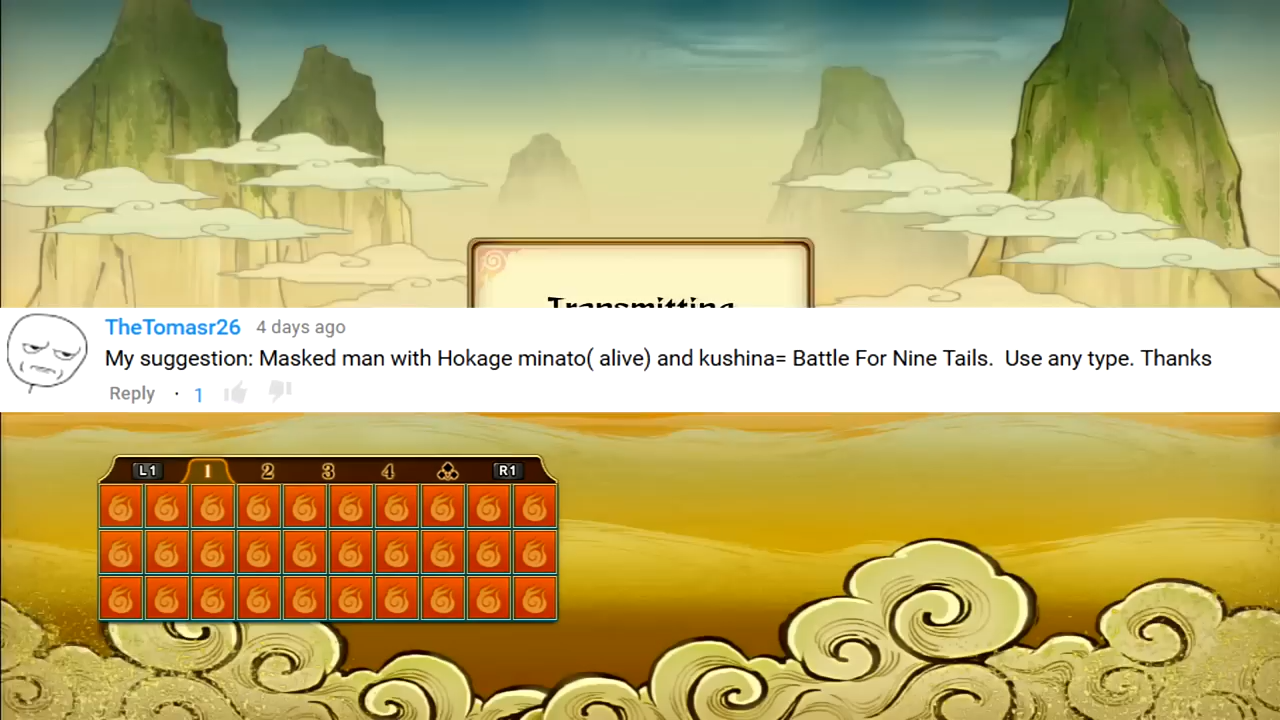 Transmitting
TheTomasr26 4 days ago
My suggestion: Masked man with Hokage minato( alive) and kushina= Battle For Nine Tails.  Use any type. Thanks
Reply · 1
L1 1 2 3 4 R1